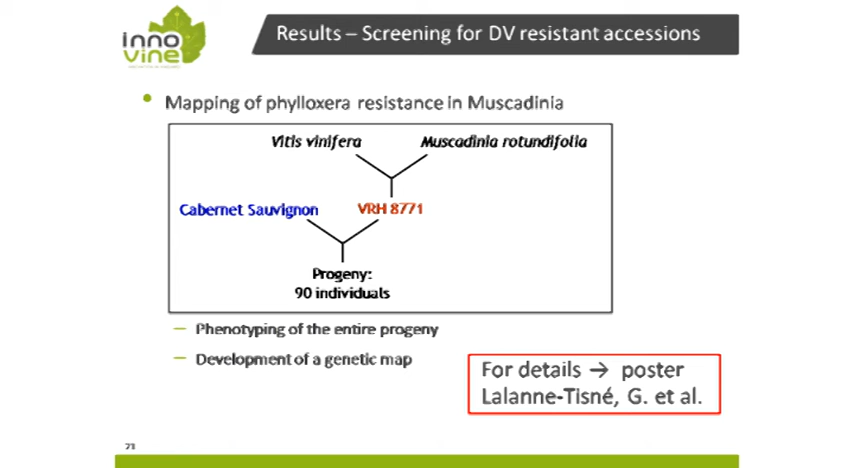 inno
vine
Results – Screening for DV resistant accessions
• Mapping of phylloxera resistance in Muscadinia
Vitis vinifera Muscadinia rotundifolia
Cabernet Sauvignon VRH 8771
Progeny:
90 individuals
– Phenotyping of the entire progeny
– Development of a genetic map
For details → poster
Lalanne-Tisné, G. et al.